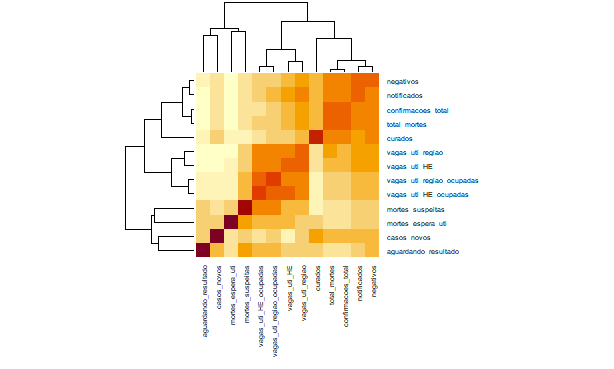 negativos
notificados
confirmacoes_total
total_mortes
curados
vagas_uti_regiao
vagas_uti_HE
vagas_uti_regiao_ocupadas
vagas_uti_HE_ocupadas
mortes_suspeitas
mortes_espera_uti
casos_novos
aguardando_resultado
aguardando_resultado
casos_novos
mortes_espera_uti
mortes_suspeitas
vagas_uti_HE_ocupadas
vagas_uti_regiao_ocupadas
vagas_uti_HE
vagas_uti_regiao
curados
total_mortes
confirmacoes_total
notificados
negativos